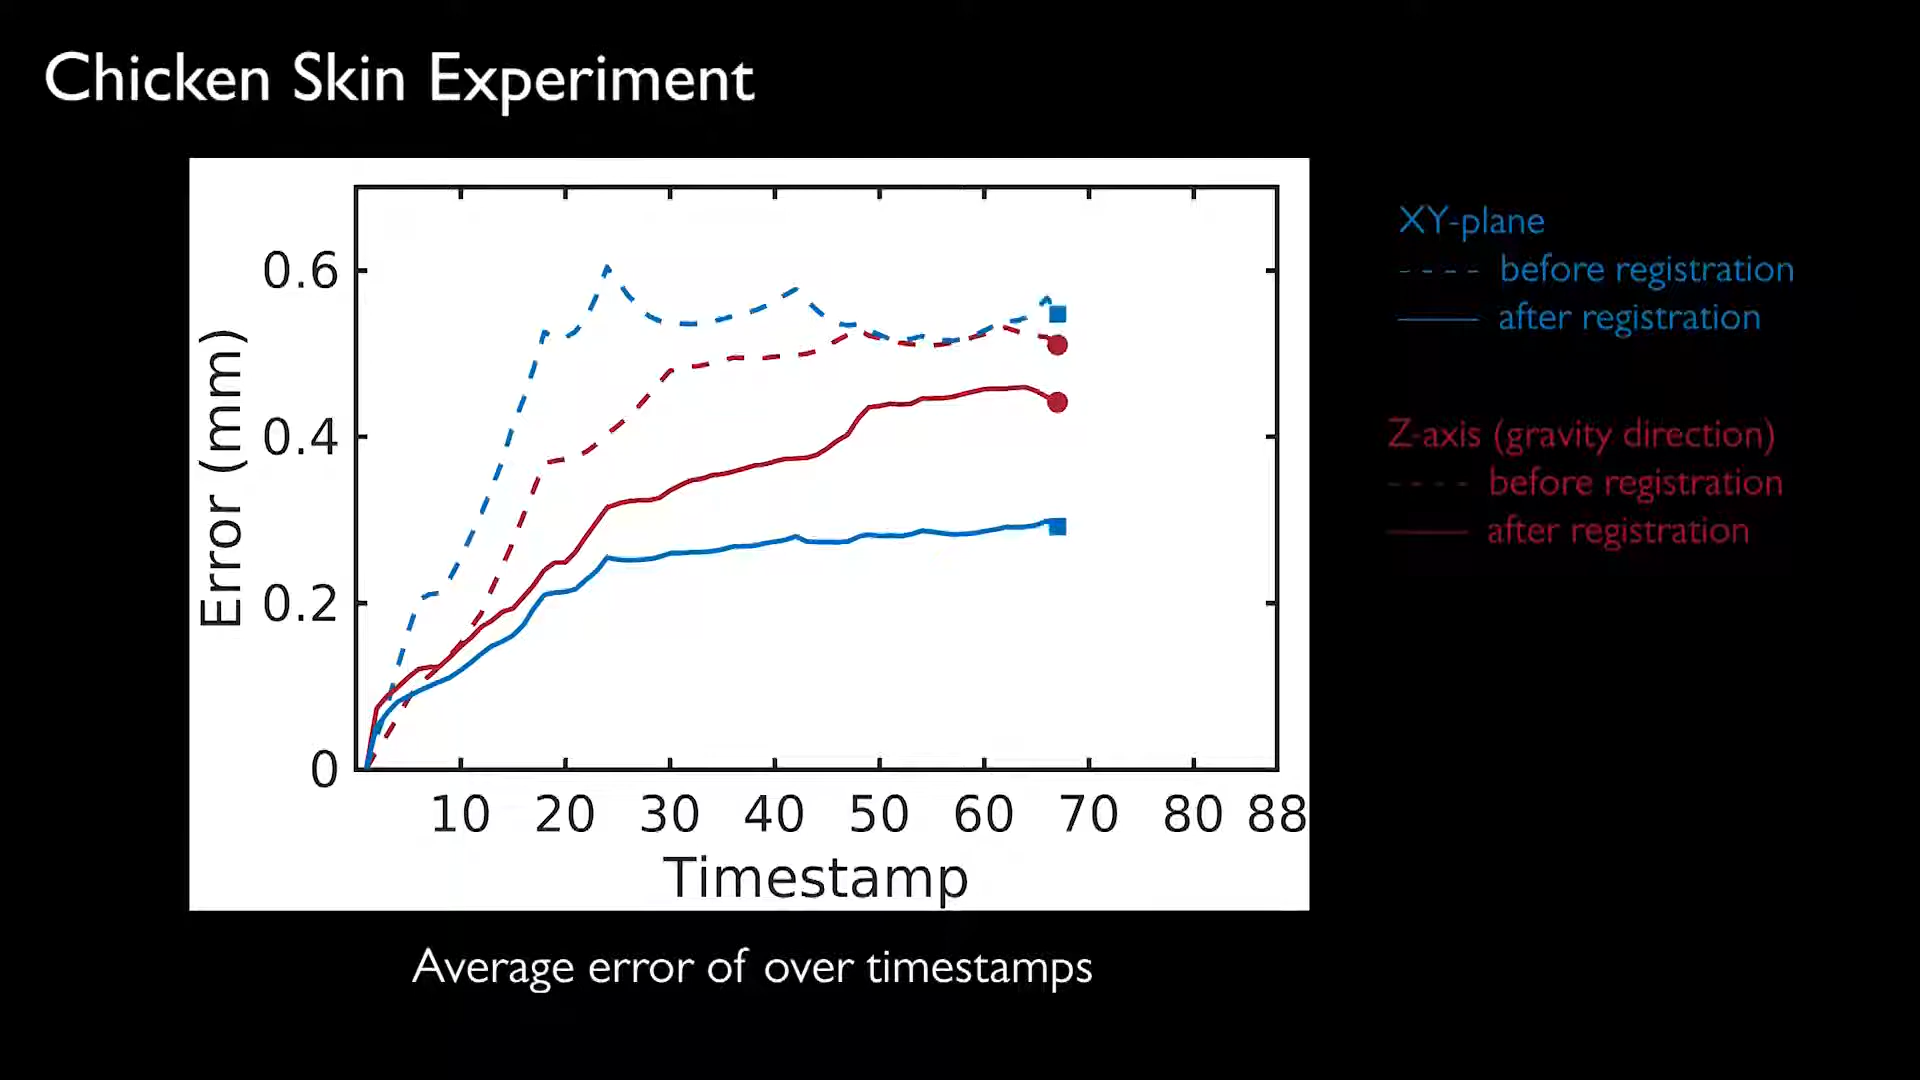 Chicken Skin Experiment
XY-plane
before registration
after registration
Z-axis (gravity direction)
before registration
after registration
Error (mm)
0.6
0.4
0.2
0
10 20 30 40 50 60 70 80 88
Timestamp
Average error of over timestamps